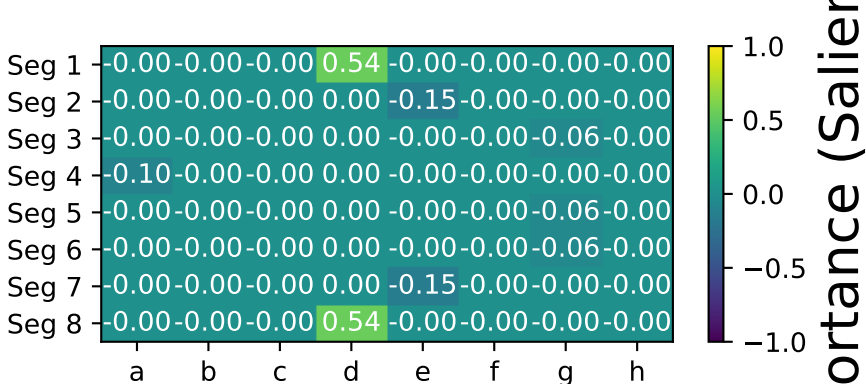 Seg 1 -0.00 -0.00 -0.00 0.54 -0.00 -0.00 -0.00 -0.00
Seg 2 -0.00 -0.00 -0.00 0.00 -0.15 -0.00 -0.00 -0.00
Seg 3 -0.00 -0.00 -0.00 0.00 -0.00 -0.00 -0.06 -0.00
Seg 4 -0.10 -0.00 -0.00 0.00 -0.00 -0.00 -0.00 -0.00
Seg 5 -0.00 -0.00 -0.00 0.00 -0.00 -0.00 -0.06 -0.00
Seg 6 -0.00 -0.00 -0.00 0.00 -0.00 -0.00 -0.06 -0.00
Seg 7 -0.00 -0.00 -0.00 0.00 -0.15 -0.00 -0.00 -0.00
Seg 8 -0.00 -0.00 -0.00 0.54 -0.00 -0.00 -0.00 -0.00
a b c d e f g h
1.0
0.5
0.0
−0.5
−1.0